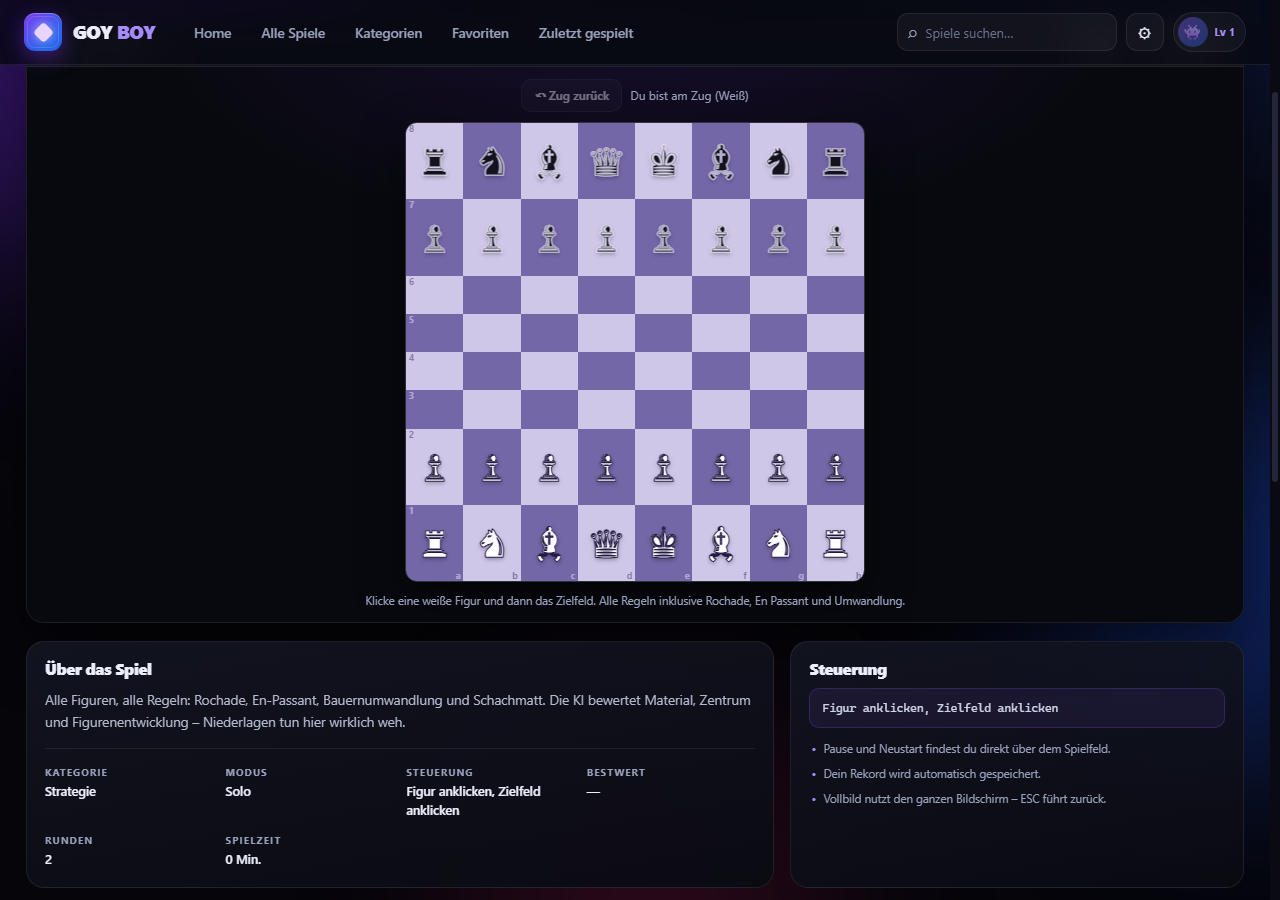 GOY BOY
Home
Alle Spiele
Kategorien
Favoriten
Zuletzt gespielt
Spiele suchen...
Lv 1
Zug zurück
Du bist am Zug (Weiß)
8
7
6
5
4
3
2
1
a b c d e f g h
Klicke eine weiße Figur und dann das Zielfeld. Alle Regeln inklusive Rochade, En Passant und Umwandlung.
Über das Spiel
Alle Figuren, alle Regeln: Rochade, En-Passant, Bauernumwandlung und Schachmatt. Die KI bewertet Material, Zentrum
und Figurenentwicklung – Niederlagen tun hier wirklich weh.
KATEGORIE
Strategie
MODUS
Solo
STEUERUNG
Figur anklicken, Zielfeld
anklicken
BESTWERT
—
RUNDEN
2
SPIELZEIT
0 Min.
Steuerung
Figur anklicken, Zielfeld anklicken
• Pause und Neustart findest du direkt über dem Spielfeld.
• Dein Rekord wird automatisch gespeichert.
• Vollbild nutzt den ganzen Bildschirm – ESC führt zurück.